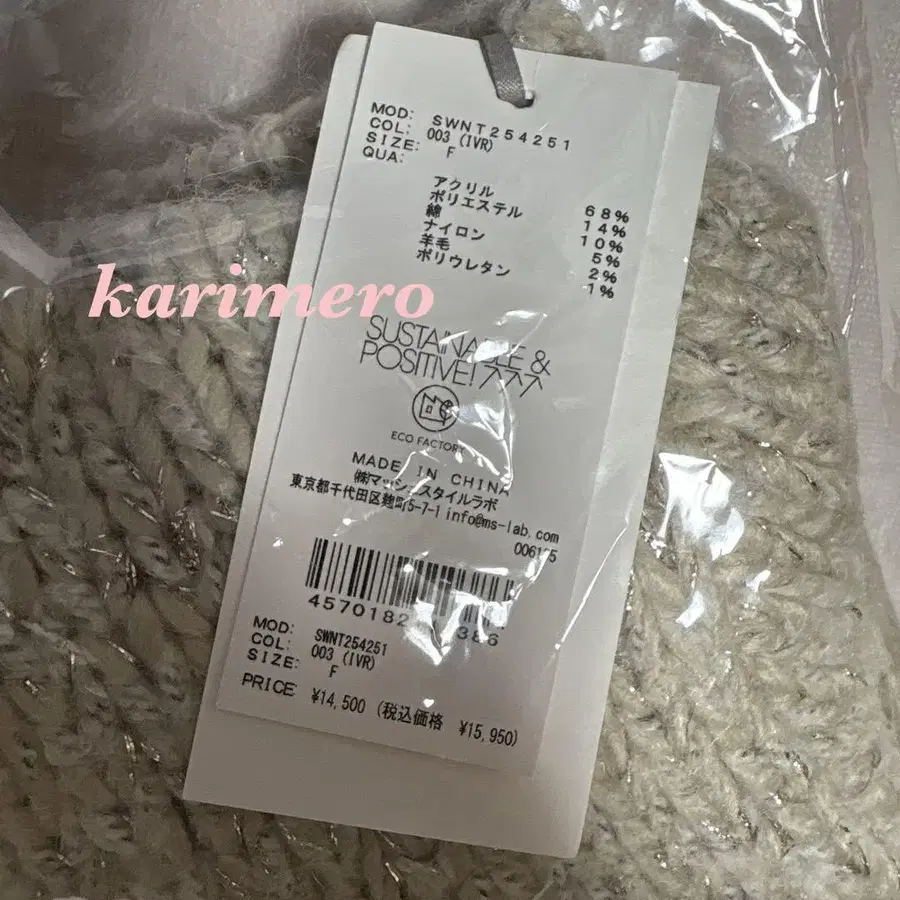 MOD: SWNT254251
COL: 003 (IVR)
SIZE: F
QUA:
アクリル 68%
ポリエステル 14%
綿 10%
ナイロン 5%
羊毛 2%
ポリウレタン 1%
karimero
SUSTAINABLE &
POSITIVE!
ECO FACTORY
MADE IN CHINA
㈱マッシュスタイルラボ
東京都千代田区麹町5-7-1 info@ms-lab.com
4570182 386
MOD: SWNT254251
COL: 003 (IVR)
SIZE: F
PRICE ¥14,500 (税込価格 ¥15,950)